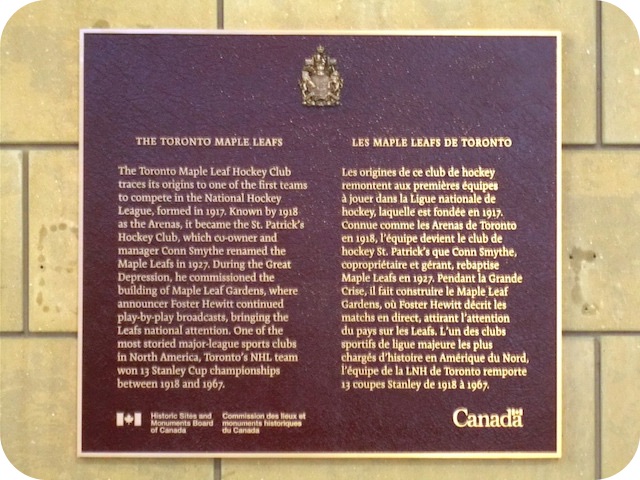 THE TORONTO MAPLE LEAFS
The Toronto Maple Leaf Hockey Club
traces its origins to one of the first teams
to compete in the National Hockey
League, formed in 1917. Known by 1918
as the Arenas, it became the St. Patrick's
Hockey Club, which co-owner and
manager Conn Smythe renamed the
Maple Leafs in 1927. During the Great
Depression, he commissioned the
building of Maple Leaf Gardens, where
announcer Foster Hewitt continued
play-by-play broadcasts, bringing the
Leafs national attention. One of the
most storied major-league sports clubs
in North America, Toronto's NHL team
won 13 Stanley Cup championships
between 1918 and 1967.
LES MAPLE LEAFS DE TORONTO
Les origines de ce club de hockey
remontent aux premières équipes
à jouer dans la Ligue nationale de
hockey, laquelle est fondée en 1917.
Connue comme les Arenas de Toronto
en 1918, l'équipe devient le club de
hockey St. Patrick's que Conn Smythe,
copropriétaire et gérant, rebaptise
Maple Leafs en 1927. Pendant la Grande
Crise, il fait construire le Maple Leaf
Gardens, où Foster Hewitt décrit les
matchs en direct, attirant l'attention
du pays sur les Leafs. L'un des clubs
sportifs de ligue majeure les plus
chargés d'histoire en Amérique du Nord,
l'équipe de la LNH de Toronto remporte
13 coupes Stanley de 1918 à 1967.
Historic Sites and
Monuments Board
of Canada
Commission des lieux et
monuments historiques
du Canada
Canada